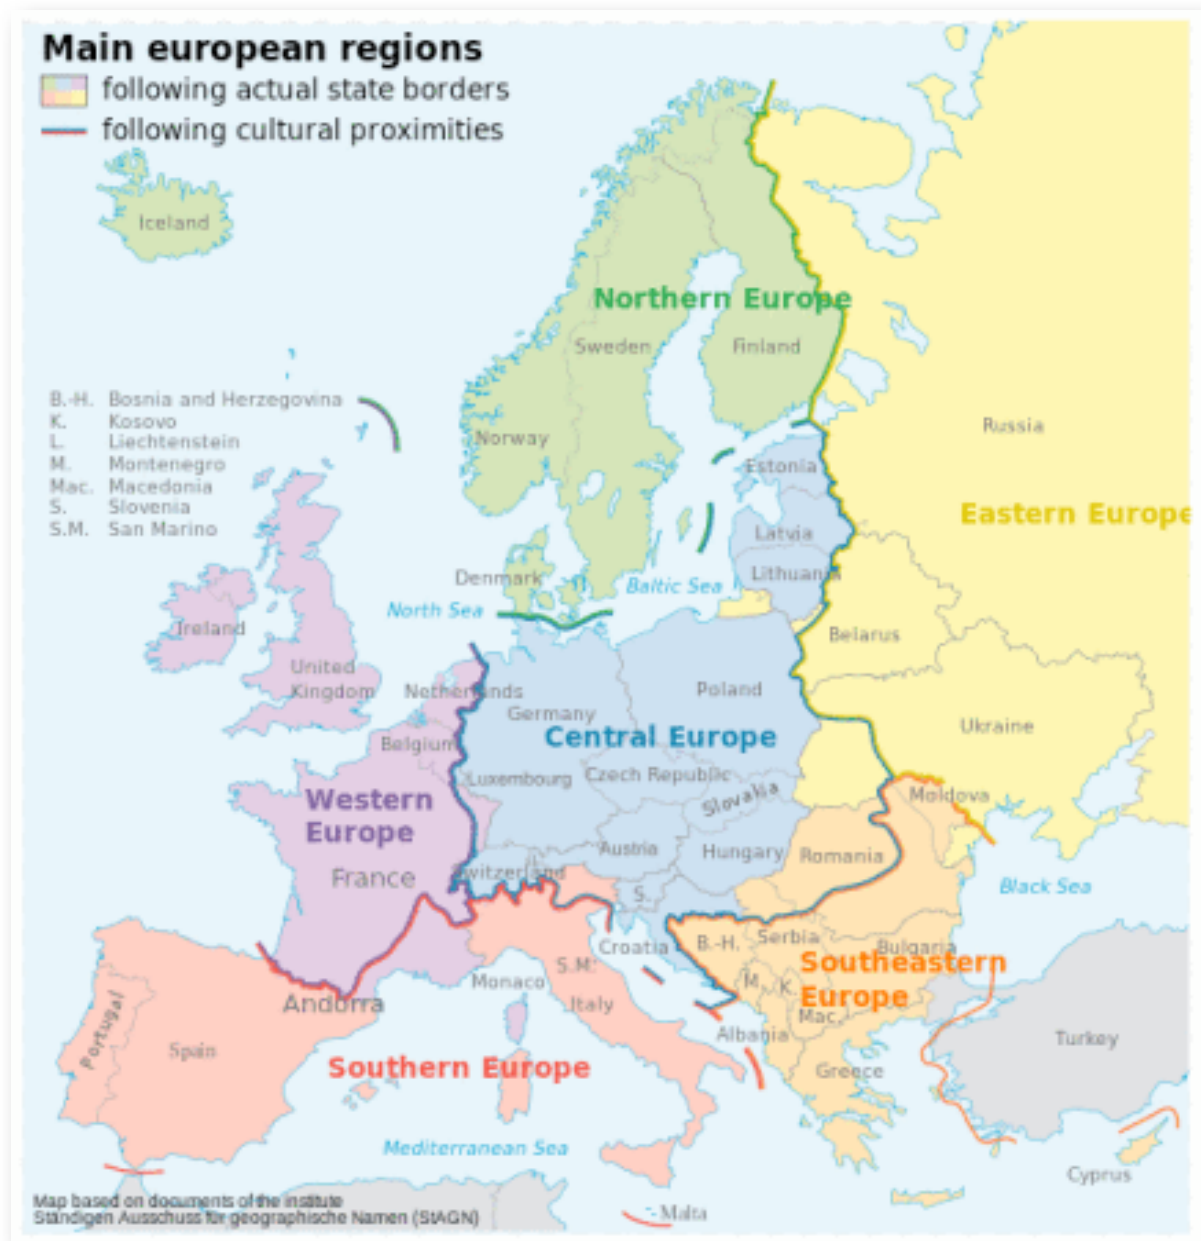 Main european regions
following actual state borders
following cultural proximities
Iceland
Northern Europe
Sweden
Finland
B.-H. Bosnia and Herzegovina
K. Kosovo
L. Liechtenstein
M. Montenegro
Mac. Macedonia
S. Slovenia
S.M. San Marino
Norway
Russia
Estonia
Eastern Europe
Latvia
Lithuania
Denmark
Baltic Sea
North Sea
Ireland
Belarus
United
Kingdom
Netherlands
Germany
Poland
Ukraine
Belgium
Central Europe
Luxembourg
Czech Republic
Slovakia
Moldova
Western
Europe
France
Austria
Hungary
Romania
Switzerland
S.
Black Sea
Croatia
B.-H.
Serbia
Bulgaria
Southeastern
Europe
S.M.
Monaco
M.
K.
Andorra
Italy
Mac.
Portugal
Spain
Albania
Turkey
Southern Europe
Greece
Mediterranean Sea
Cyprus
Malta
Map based on documents of the institute
Ständigen Ausschuss für geographische Namen (StAGN)